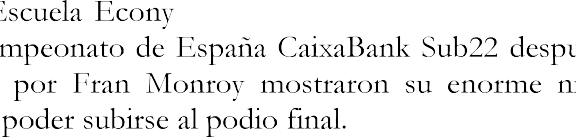 Escuela Econy
mpeonato de España CaixaBank Sub22 despu
por Fran Monroy mostraron su enorme ni
poder subirse al podio final.